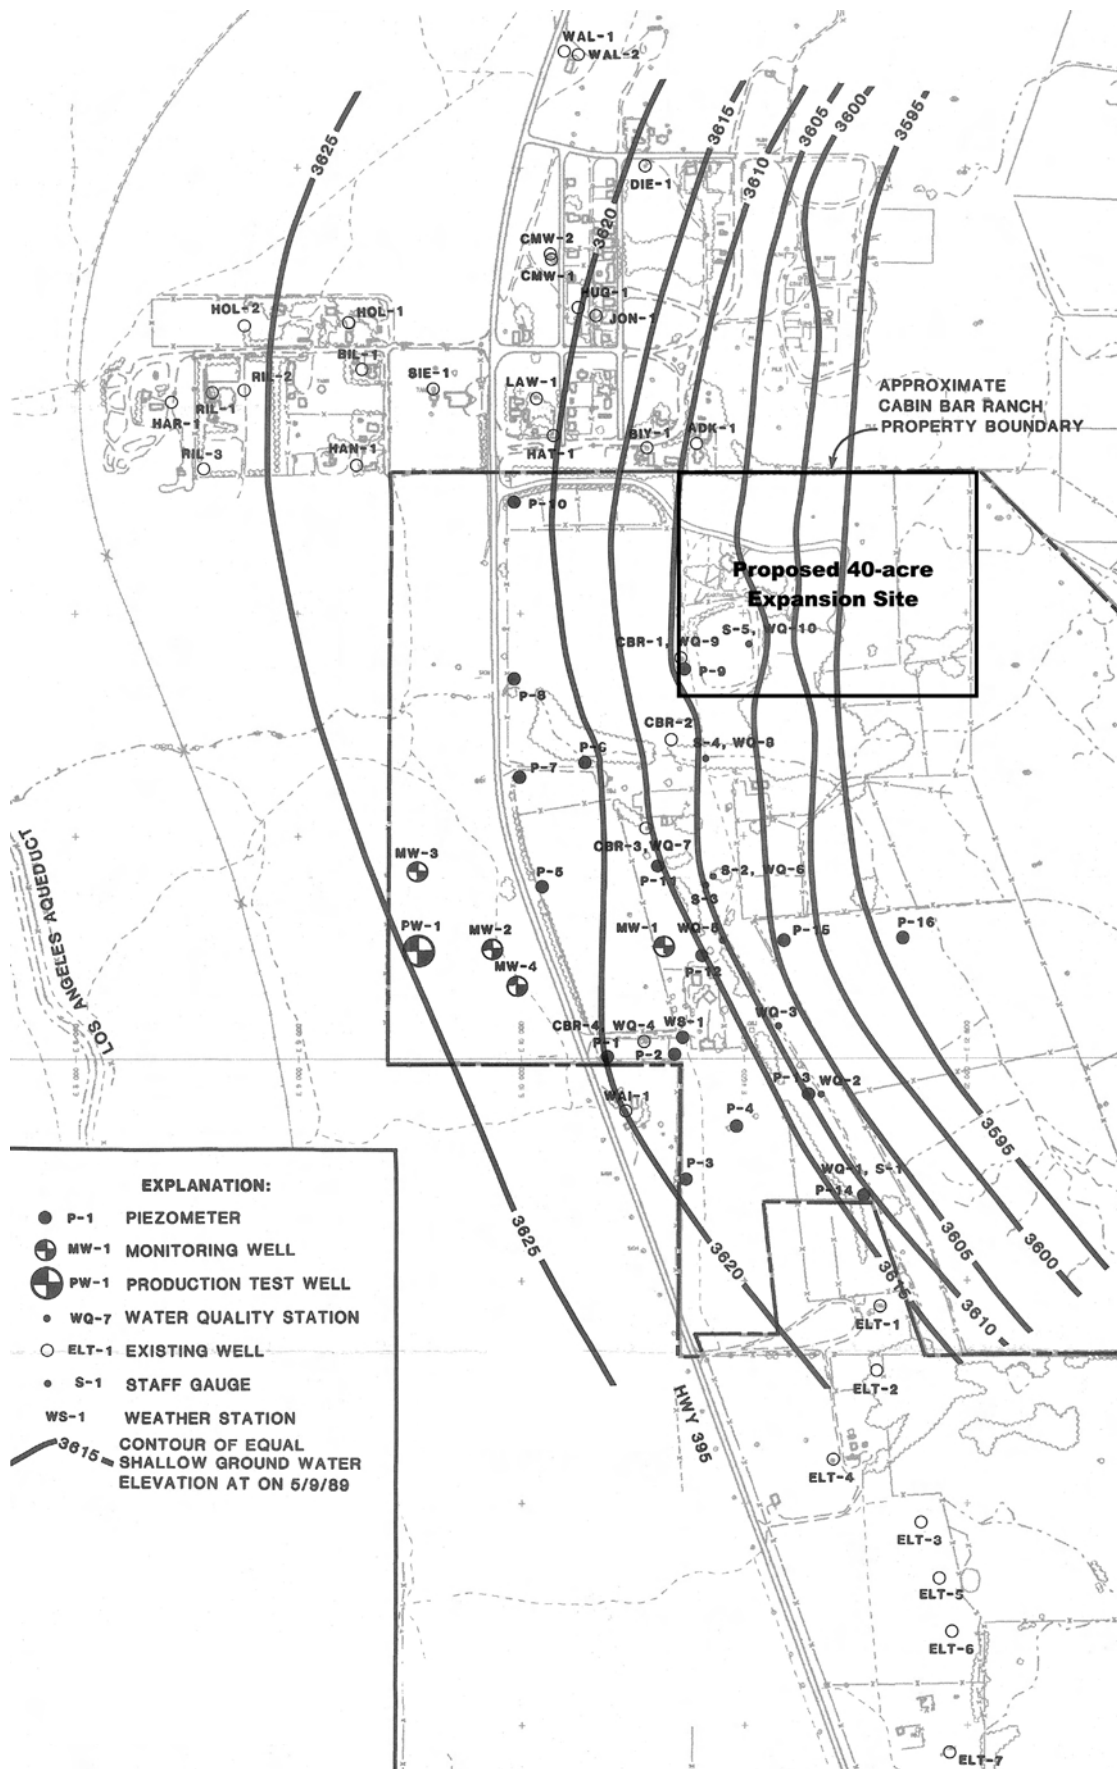 WAL-1
WAL-2
3625
3615
3610
3605
3600
3595
DIE-1
3620
CMW-2
CMW-1
HUG-1
JON-1
HOL-2
HOL-1
BIL-1
SIE-1
RIL-2
LAW-1
RIL-1
HAR-1
APPROXIMATE
CABIN BAR RANCH
PROPERTY BOUNDARY
BIY-1
ADK-1
HAT-1
HAN-1
RIL-3
P-10
Proposed 40-acre
Expansion Site
S-5, WQ-10
CBR-1, WQ-9
P-9
P-8
CBR-2
S-4, WQ-8
P-6
P-7
LOS ANGELES AQUEDUCT
CBR-3, WQ-7
MW-3
P-5
P-11
S-2, WQ-6
S-3
PW-1
MW-2
MW-1
WQ-5
P-15
P-16
MW-4
P-12
WQ-3
CBR-4, WQ-4
WS-1
P-1
P-2
P-13
WQ-2
WAI-1
P-4
3595
P-3
WQ-1, S-1
P-14
3625
3620
3605
3600
3615
3610
ELT-1
ELT-2
HWY 395
ELT-4
ELT-3
ELT-5
ELT-6
ELT-7
EXPLANATION:
P-1 PIEZOMETER
MW-1 MONITORING WELL
PW-1 PRODUCTION TEST WELL
WQ-7 WATER QUALITY STATION
ELT-1 EXISTING WELL
S-1 STAFF GAUGE
WS-1 WEATHER STATION
3615 CONTOUR OF EQUAL
SHALLOW GROUND WATER
ELEVATION AT ON 5/9/89